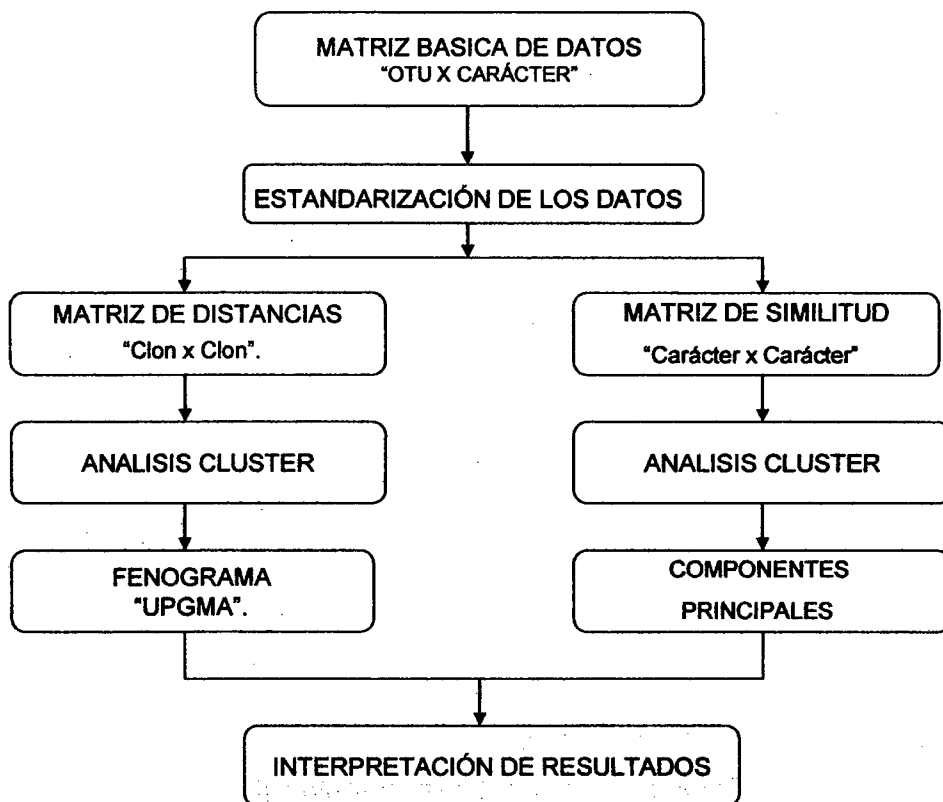 MATRIZ BASICA DE DATOS
"OTU X CARÁCTER"
ESTANDARIZACIÓN DE LOS DATOS
MATRIZ DE DISTANCIAS
"Clon x Clon".
MATRIZ DE SIMILITUD
"Carácter x Carácter"
ANALISIS CLUSTER
ANALISIS CLUSTER
FENOGRAMA
"UPGMA".
COMPONENTES
PRINCIPALES
INTERPRETACIÓN DE RESULTADOS